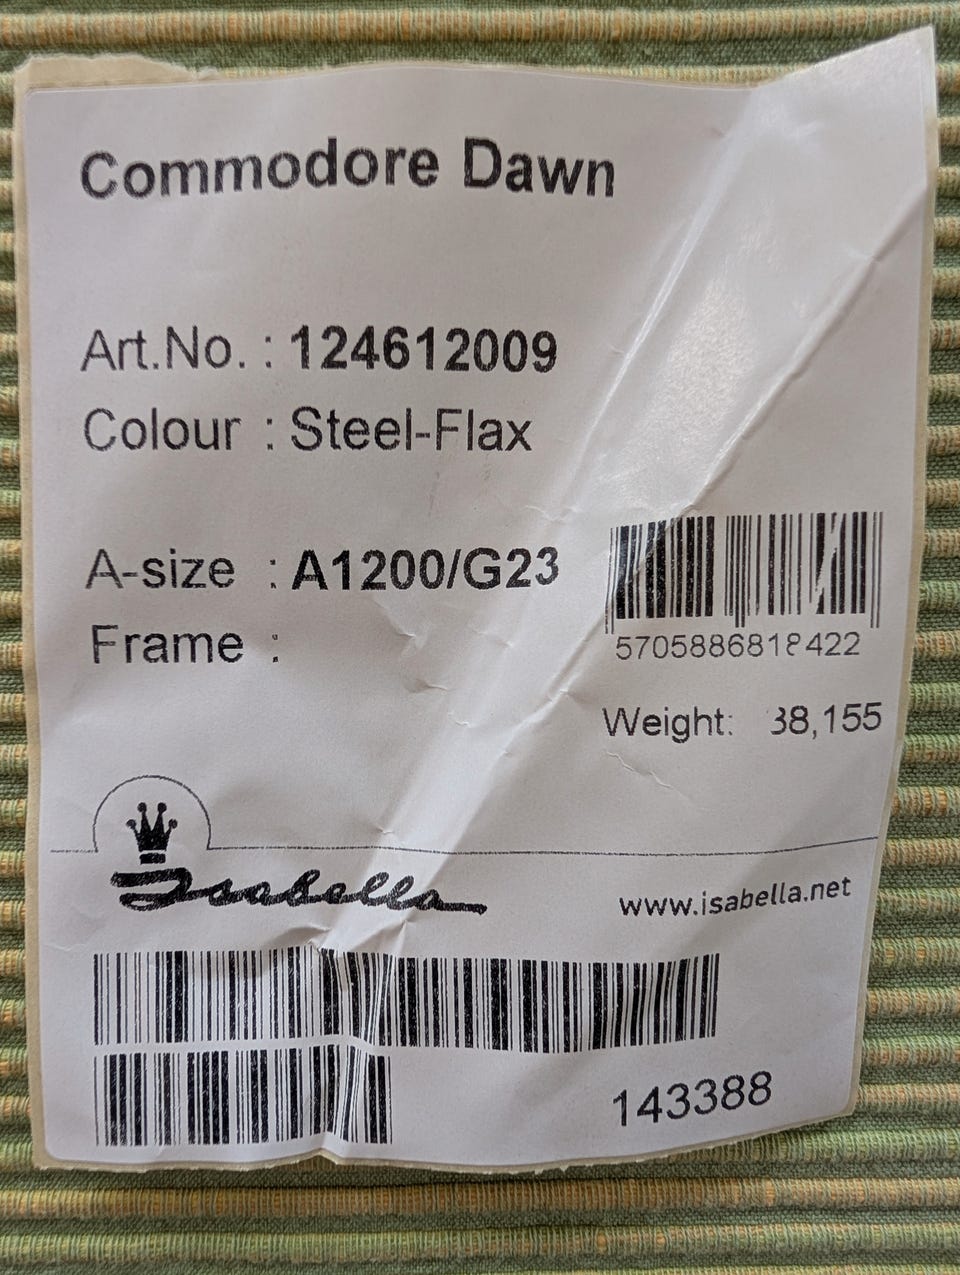 Commodore Dawn
Art.No. : 124612009
Colour : Steel-Flax
A-size : A1200/G23
Frame :
5705886818422
Weight: 38,155
Isabella
www.isabella.net
143388